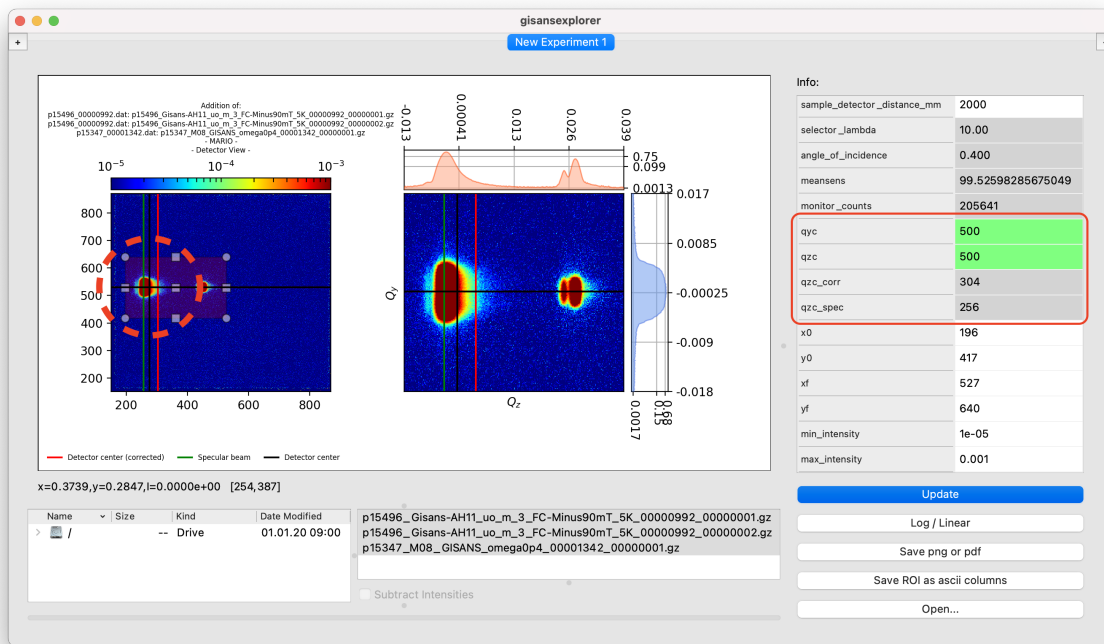 gisansexplorer
+
New Experiment 1
Addition of:
p15496_00000992.dat: p15496_Gisans-AH11_uo_m_3_FC-Minus90mT_5K_00000992_00000001.gz
p15496_00000992.dat: p15496_Gisans-AH11_uo_m_3_FC-Minus90mT_5K_00000992_00000002.gz
p15347_00001342.dat: p15347_M08_GISANS_omega0p4_00001342_00000001.gz
- MARIO -
- Detector View -
10⁻⁵ 10⁻⁴ 10⁻³
800
700
600
500
400
300
200
200 400 600 800
-0.013 0.00041 0.013 0.026 0.039
0.75
0.099
0.0013
0.017
0.0085
-0.00025
-0.009
-0.018
Qy
Qz
0.0017 0.15 0.68
Detector center (corrected) Specular beam Detector center
x=0.3739,y=0.2847,I=0.0000e+00 [254,387]
Name Size Kind Date Modified
/ -- Drive 01.01.20 09:00
p15496_Gisans-AH11_uo_m_3_FC-Minus90mT_5K_00000992_00000001.gz
p15496_Gisans-AH11_uo_m_3_FC-Minus90mT_5K_00000992_00000002.gz
p15347_M08_GISANS_omega0p4_00001342_00000001.gz
Subtract Intensities
Info:
sample_detector_distance_mm 2000
selector_lambda 10.00
angle_of_incidence 0.400
meansens 99.52598285675049
monitor_counts 205641
qyc 500
qzc 500
qzc_corr 304
qzc_spec 256
x0 196
y0 417
xf 527
yf 640
min_intensity 1e-05
max_intensity 0.001
Update
Log / Linear
Save png or pdf
Save ROI as ascii columns
Open...